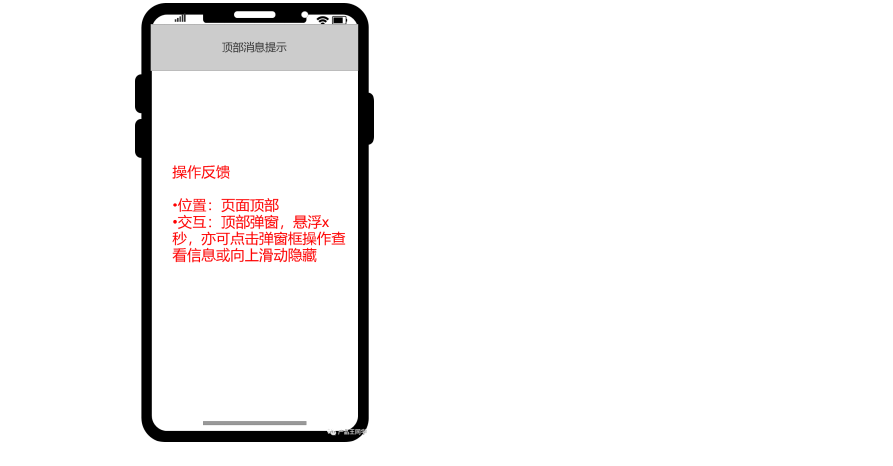 顶部消息提示
操作反馈
•位置：页面顶部
•交互：顶部弹窗，悬浮x
秒，亦可点击弹窗框操作查
看信息或向上滑动隐藏